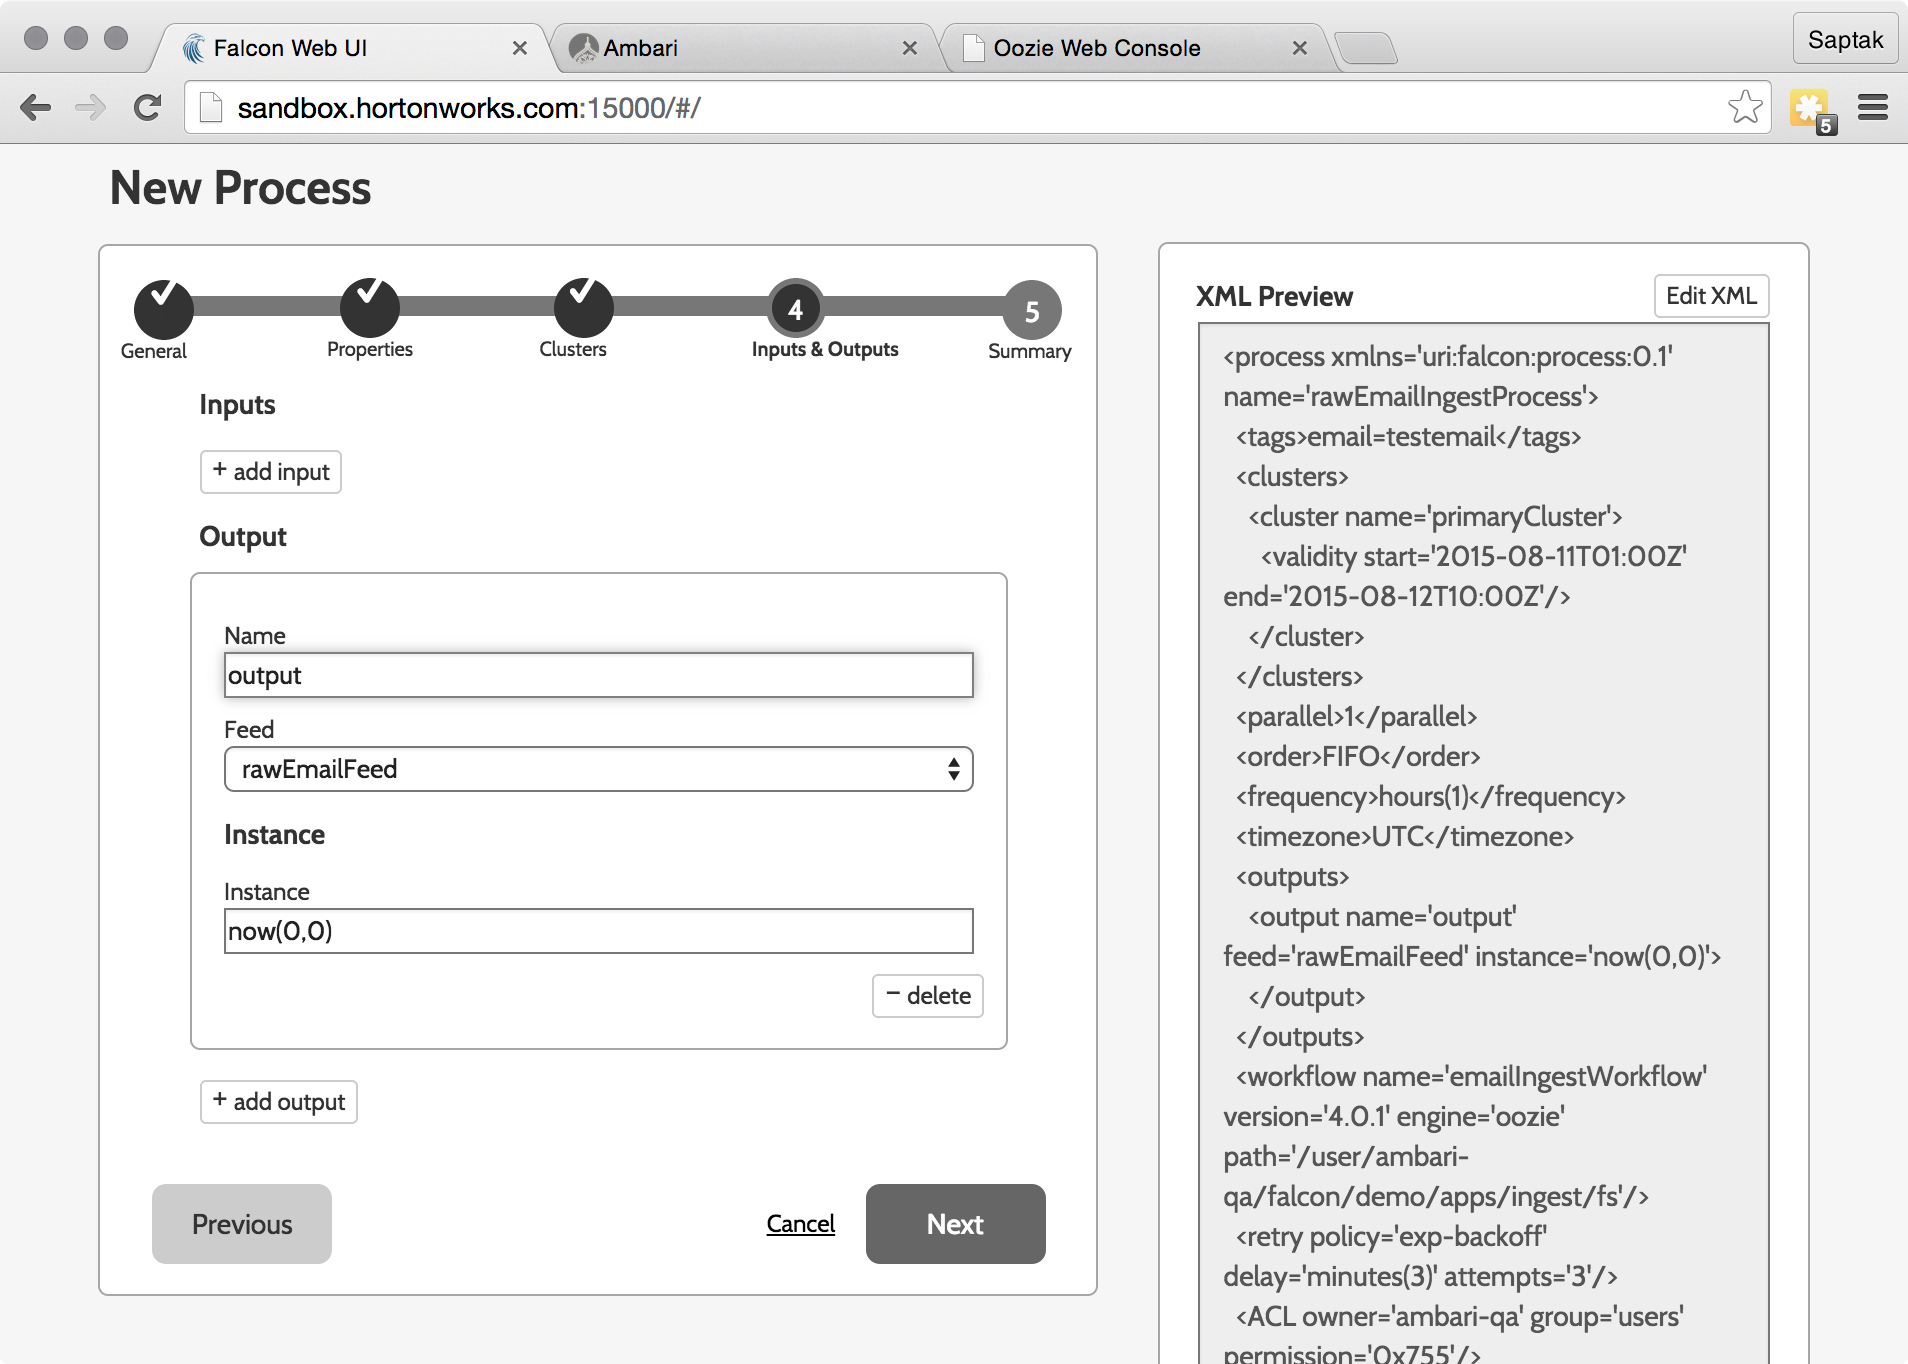 Falcon Web UI
Ambari
Oozie Web Console
Saptak
sandbox.hortonworks.com:15000/#/
5
New Process
4
5
General
Properties
Clusters
Inputs & Outputs
Summary
Inputs
+ add input
Output
Name
output
Feed
rawEmailFeed
Instance
Instance
now(0,0)
− delete
+ add output
Previous
Cancel
Next
XML Preview
Edit XML
<process xmlns='uri:falcon:process:0.1'
name='rawEmailIngestProcess'>
<tags>email=testemail</tags>
<clusters>
<cluster name='primaryCluster'>
<validity start='2015-08-11T01:00Z'
end='2015-08-12T10:00Z'/>
</cluster>
</clusters>
<parallel>1</parallel>
<order>FIFO</order>
<frequency>hours(1)</frequency>
<timezone>UTC</timezone>
<outputs>
<output name='output'
feed='rawEmailFeed' instance='now(0,0)'>
</output>
</outputs>
<workflow name='emailIngestWorkflow'
version='4.0.1' engine='oozie'
path='/user/ambari-
qa/falcon/demo/apps/ingest/fs'/>
<retry policy='exp-backoff'
delay='minutes(3)' attempts='3'/>
<ACL owner='ambari-qa' group='users'
permission='0x755'/>